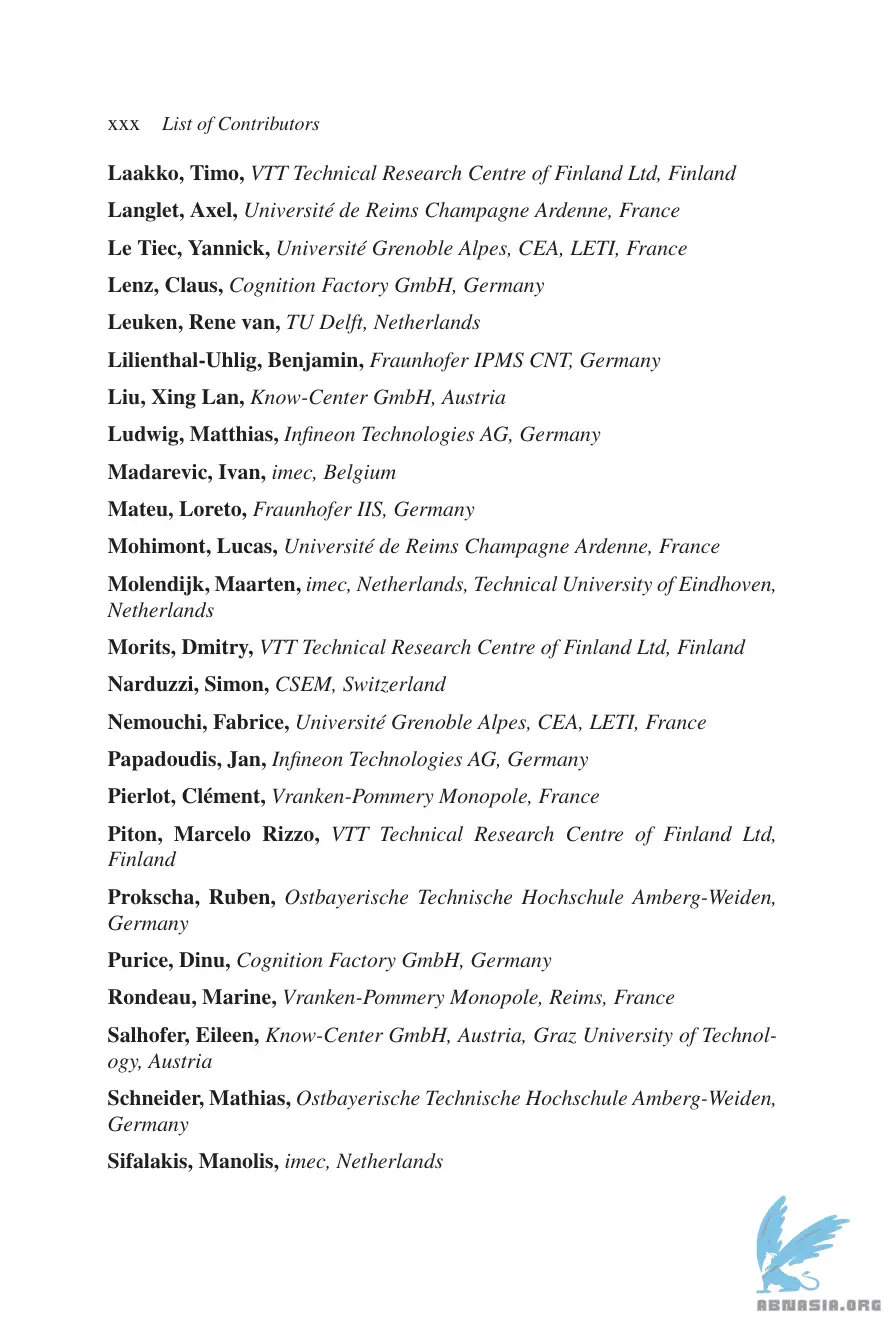 xxx List of Contributors
Laakko, Timo, VTT Technical Research Centre of Finland Ltd, Finland
Langlet, Axel, Université de Reims Champagne Ardenne, France
Le Tiec, Yannick, Université Grenoble Alpes, CEA, LETI, France
Lenz, Claus, Cognition Factory GmbH, Germany
Leuken, Rene van, TU Delft, Netherlands
Lilienthal-Uhlig, Benjamin, Fraunhofer IPMS CNT, Germany
Liu, Xing Lan, Know-Center GmbH, Austria
Ludwig, Matthias, Infineon Technologies AG, Germany
Madarevic, Ivan, imec, Belgium
Mateu, Loreto, Fraunhofer IIS, Germany
Mohimont, Lucas, Université de Reims Champagne Ardenne, France
Molendijk, Maarten, imec, Netherlands, Technical University of Eindhoven,
Netherlands
Morits, Dmitry, VTT Technical Research Centre of Finland Ltd, Finland
Narduzzi, Simon, CSEM, Switzerland
Nemouchi, Fabrice, Université Grenoble Alpes, CEA, LETI, France
Papadoudis, Jan, Infineon Technologies AG, Germany
Pierlot, Clément, Vranken-Pommery Monopole, France
Piton, Marcelo Rizzo, VTT Technical Research Centre of Finland Ltd,
Finland
Prokscha, Ruben, Ostbayerische Technische Hochschule Amberg-Weiden,
Germany
Purice, Dinu, Cognition Factory GmbH, Germany
Rondeau, Marine, Vranken-Pommery Monopole, Reims, France
Salhofer, Eileen, Know-Center GmbH, Austria, Graz University of Technol-
ogy, Austria
Schneider, Mathias, Ostbayerische Technische Hochschule Amberg-Weiden,
Germany
Sifalakis, Manolis, imec, Netherlands
ABNASIA.ORG